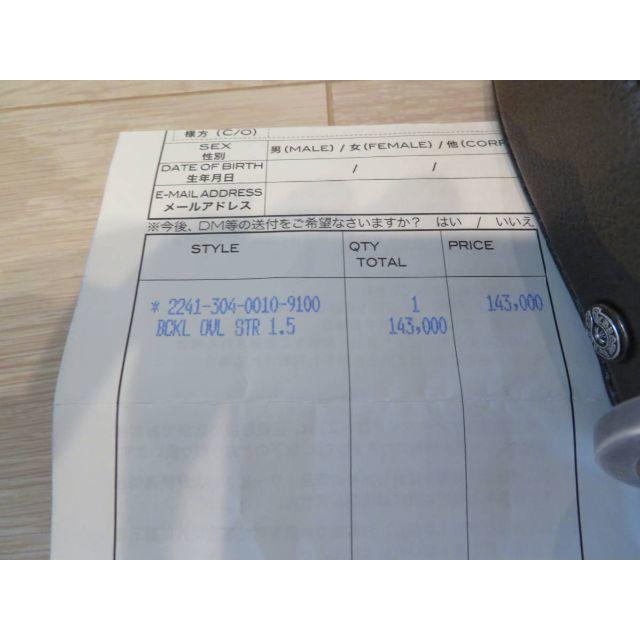 様方 (C/O)
SEX
性別
男(MALE) / 女(FEMALE) / 他(CORP
DATE OF BIRTH
生年月日
/ /
E-MAIL ADDRESS
メールアドレス
※今後、DM等の送付をご希望なさいますか? はい / いいえ
STYLE QTY PRICE
TOTAL
* 2241-304-0010-9100 1 143,000
BCKL OVL STR 1.5 143,000